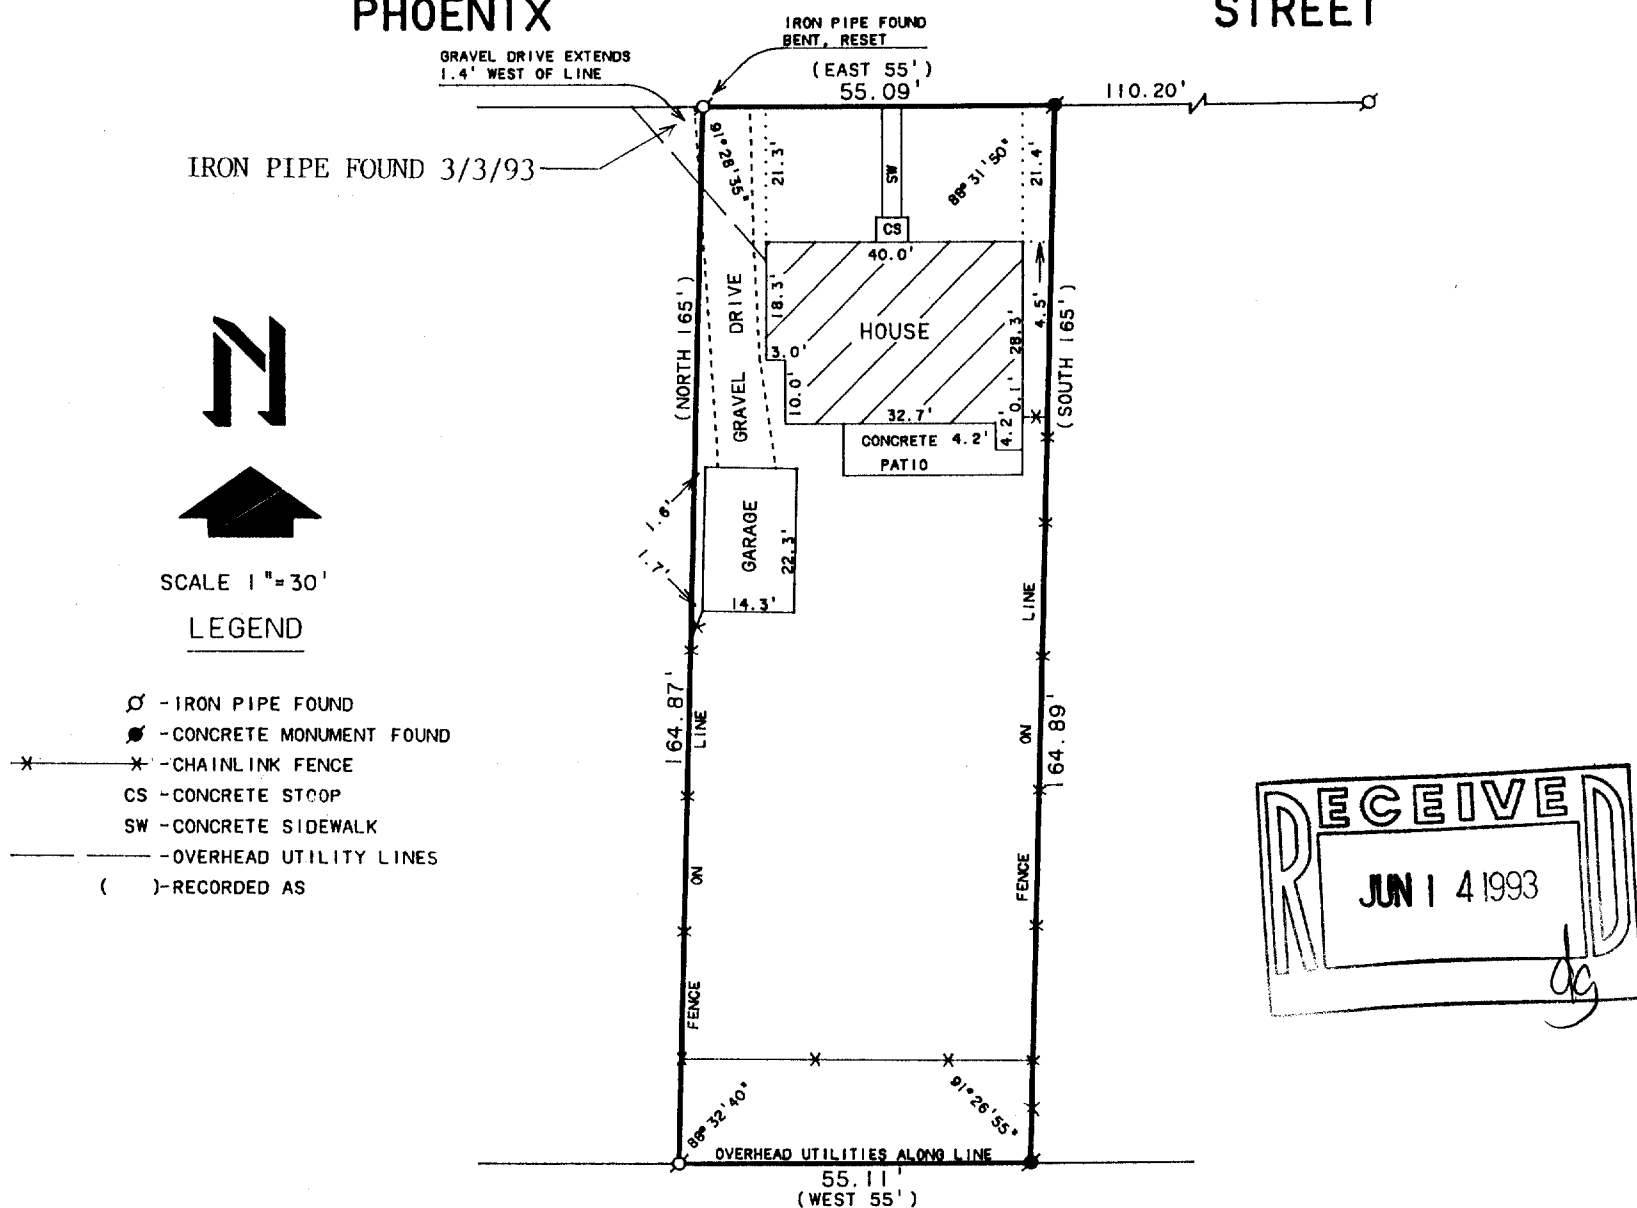 PHOENIX STREET
IRON PIPE FOUND
BENT, RESET
GRAVEL DRIVE EXTENDS
1.4' WEST OF LINE
(EAST 55')
55.09'
110.20'
IRON PIPE FOUND 3/3/93
91°28'35"
21.3'
SW
88°31'50"
21.4'
CS
40.0'
(NORTH 165')
GRAVEL DRIVE
18.3'
HOUSE
28.3'
4.5'
(SOUTH 165')
3.0'
10.0'
0.1'
32.7'
CONCRETE 4.2'
4.2'
PATIO
N
1.6'
GARAGE
22.3'
1.7'
14.3'
SCALE 1"=30'
LEGEND
-IRON PIPE FOUND
-CONCRETE MONUMENT FOUND
-CHAINLINK FENCE
CS -CONCRETE STOOP
SW -CONCRETE SIDEWALK
-OVERHEAD UTILITY LINES
( )-RECORDED AS
164.87'
FENCE ON LINE
FENCE ON LINE
164.89'
RECEIVED
JUN 14 1993
dg
88°32'40"
91°26'55"
OVERHEAD UTILITIES ALONG LINE
55.11'
(WEST 55')